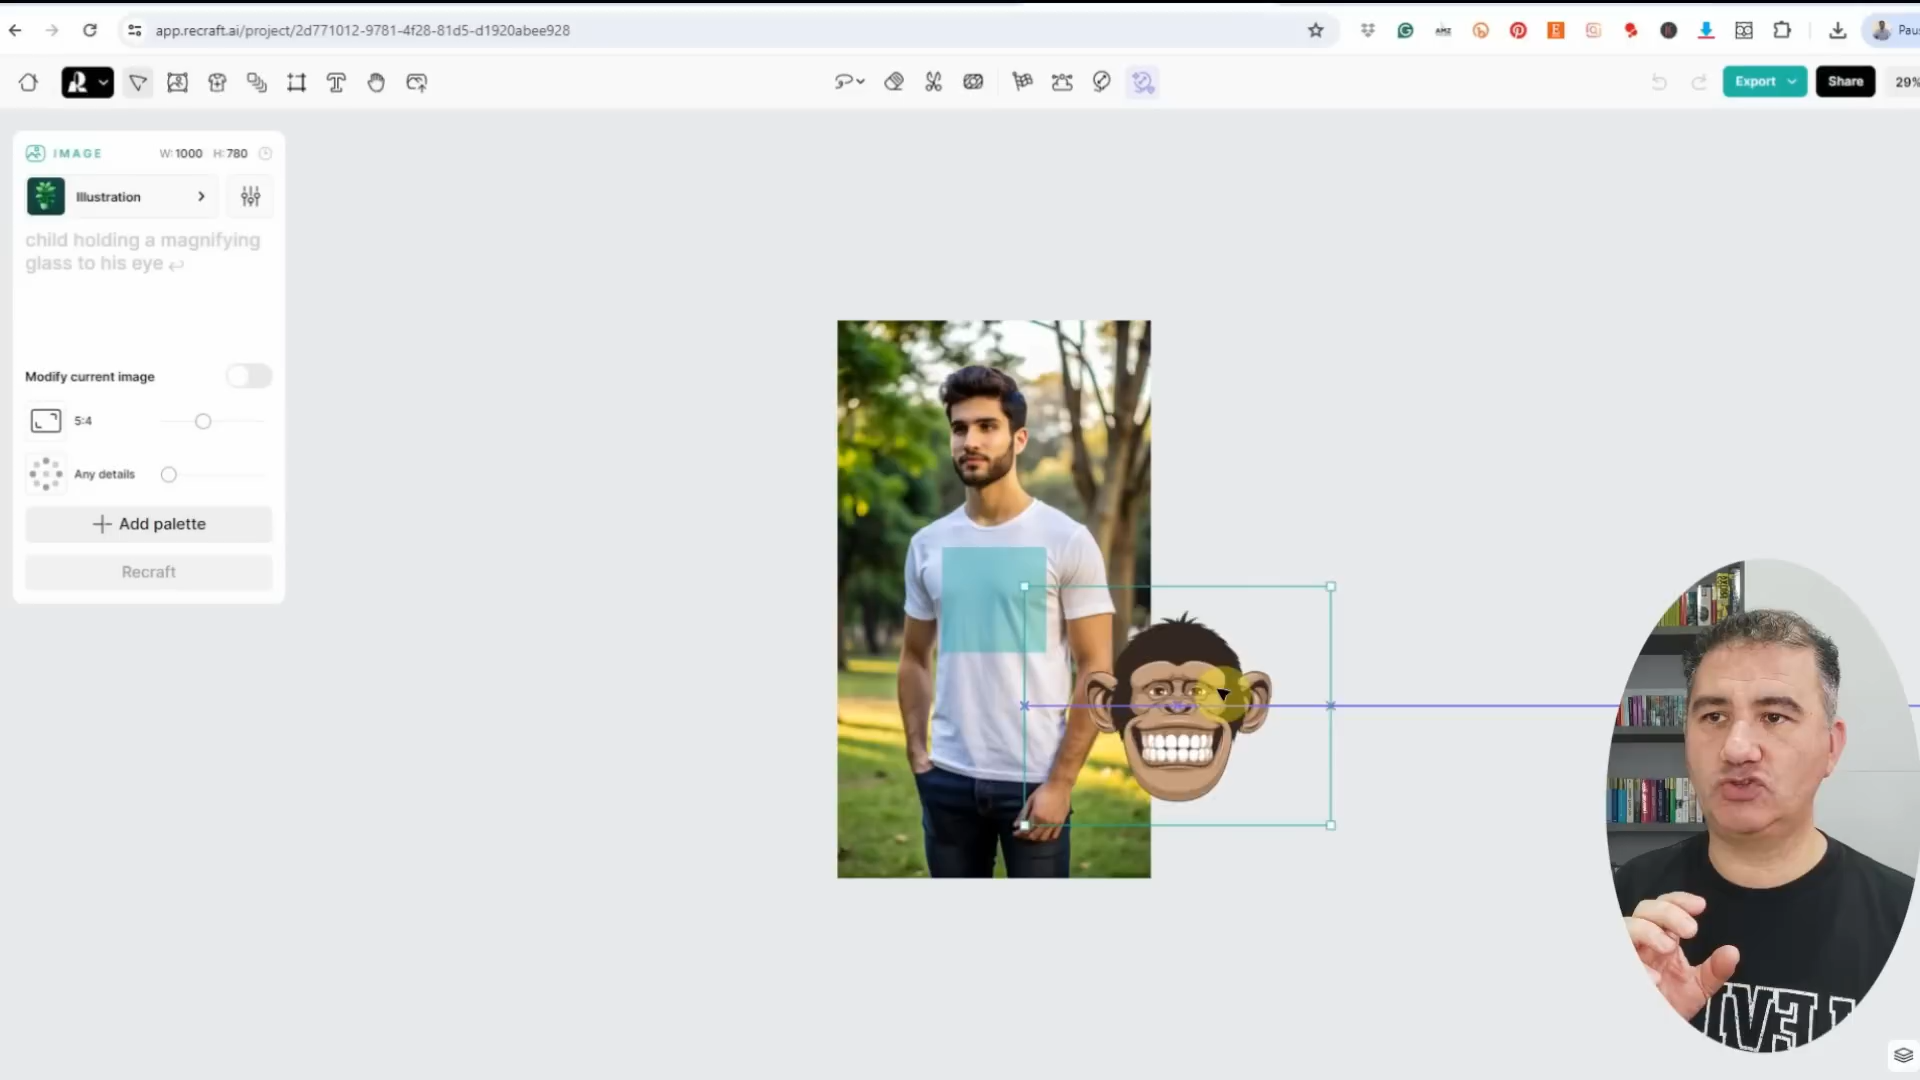 app.recraft.ai/project/2d771012-9781-4f28-81d5-d1920abee928
Paus
Export
Share
29%
IMAGE
W: 1000 H: 780
Illustration
child holding a magnifying
glass to his eye
Modify current image
5:4
Any details
+ Add palette
Recraft